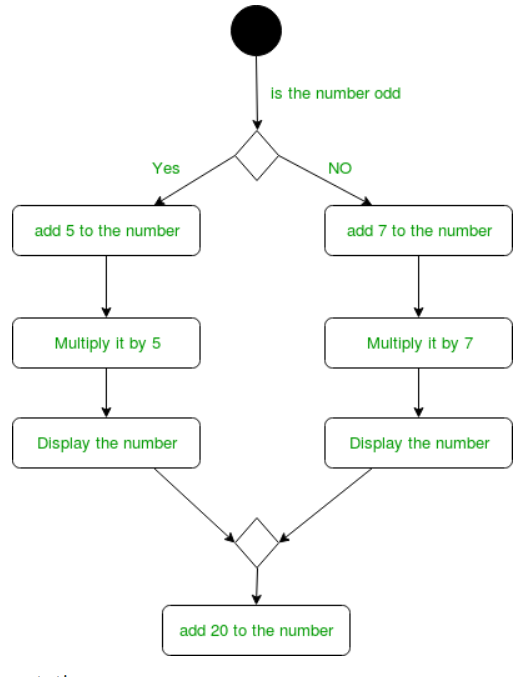 is the number odd
Yes
NO
add 5 to the number
add 7 to the number
Multiply it by 5
Multiply it by 7
Display the number
Display the number
add 20 to the number